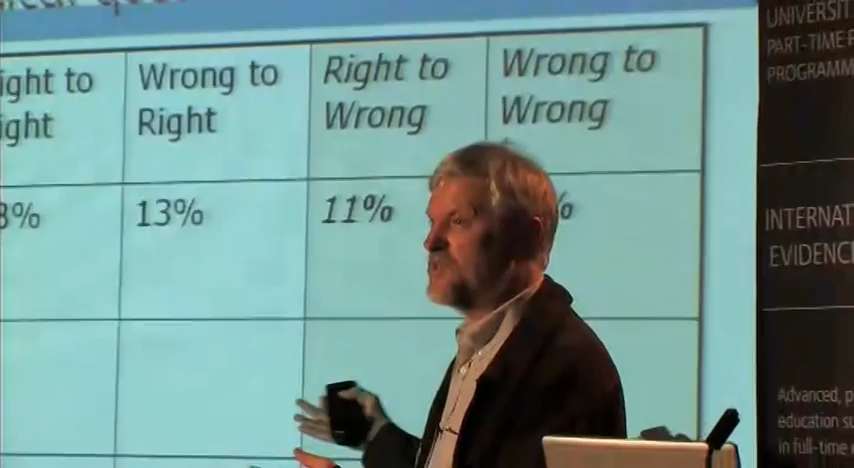 Right to
Right
Wrong to
Right
Right to
Wrong
Wrong to
Wrong
13%
11%
%
UNIVERSIT
PART-TIME P
PROGRAMM
INTERNAT
EVIDENC
Advanced, p
education su
in full-time